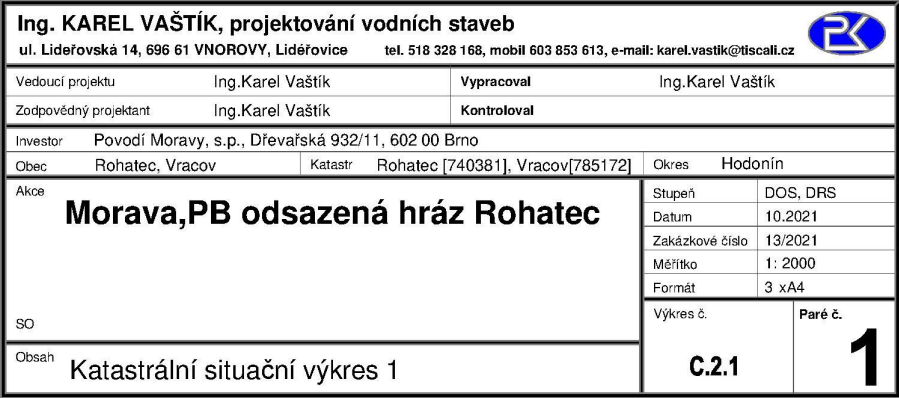 Ing. KAREL VAŠTÍK, projektování vodních staveb
ul. Lideřovská 14, 696 61 VNOROVY, Lidéřovice tel. 518 328 168, mobil 603 853 613, e-mail: karel.vastik@tiscali.cz
PK
Vedoucí projektu Ing.Karel Vaštík Vypracoval Ing.Karel Vaštík
Zodpovědný projektant Ing.Karel Vaštík Kontroloval
Investor Povodí Moravy, s.p., Dřevařská 932/11, 602 00 Brno
Obec Rohatec, Vracov Katastr Rohatec [740381], Vracov[785172] Okres Hodonín
Akce
Morava,PB odsazená hráz Rohatec
SO
Stupeň DOS, DRS
Datum 10.2021
Zakázkové číslo 13/2021
Měřítko 1: 2000
Formát 3 xA4
Výkres č. Paré č.
C.2.1 1
Obsah Katastrální situační výkres 1